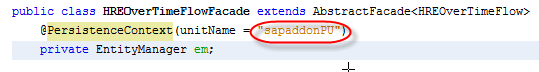 public class HREOverTimeFlowFacade extends AbstractFacade<HREOverTimeFlow>
@PersistenceContext(unitName = "sapaddonPU")
private EntityManager em;